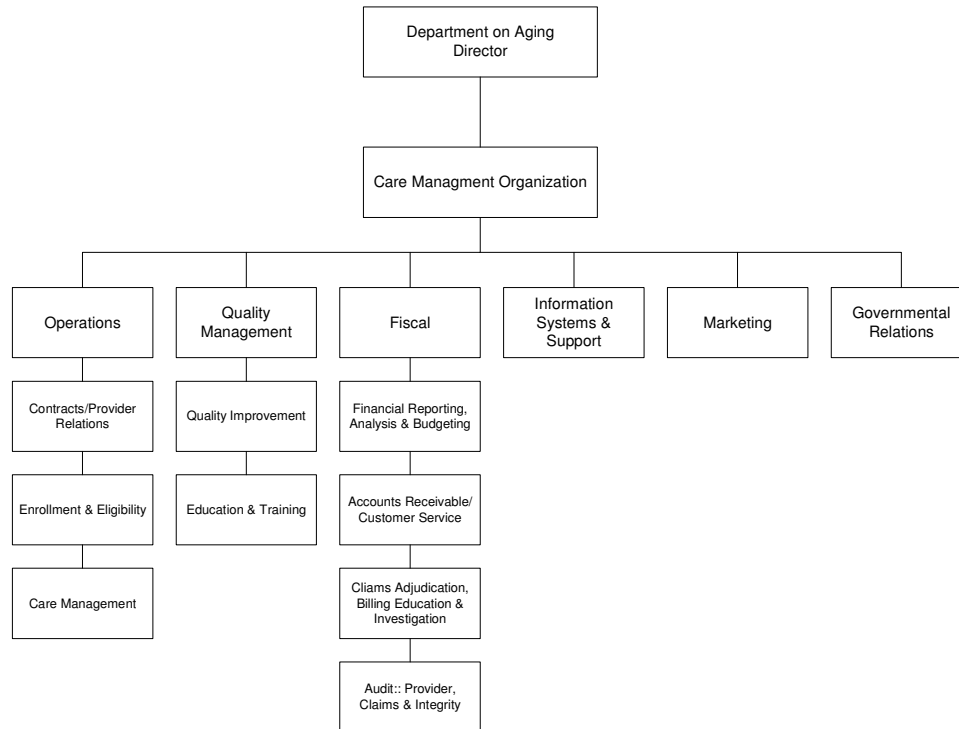 Department on Aging
Director
Care Managment Organization
Operations
Quality
Management
Fiscal
Information
Systems &
Support
Marketing
Governmental
Relations
Contracts/Provider
Relations
Quality Improvement
Financial Reporting,
Analysis & Budgeting
Enrollment & Eligibility
Education & Training
Accounts Receivable/
Customer Service
Care Management
Cliams Adjudication,
Billing Education &
Investigation
Audit:: Provider,
Claims & Integrity